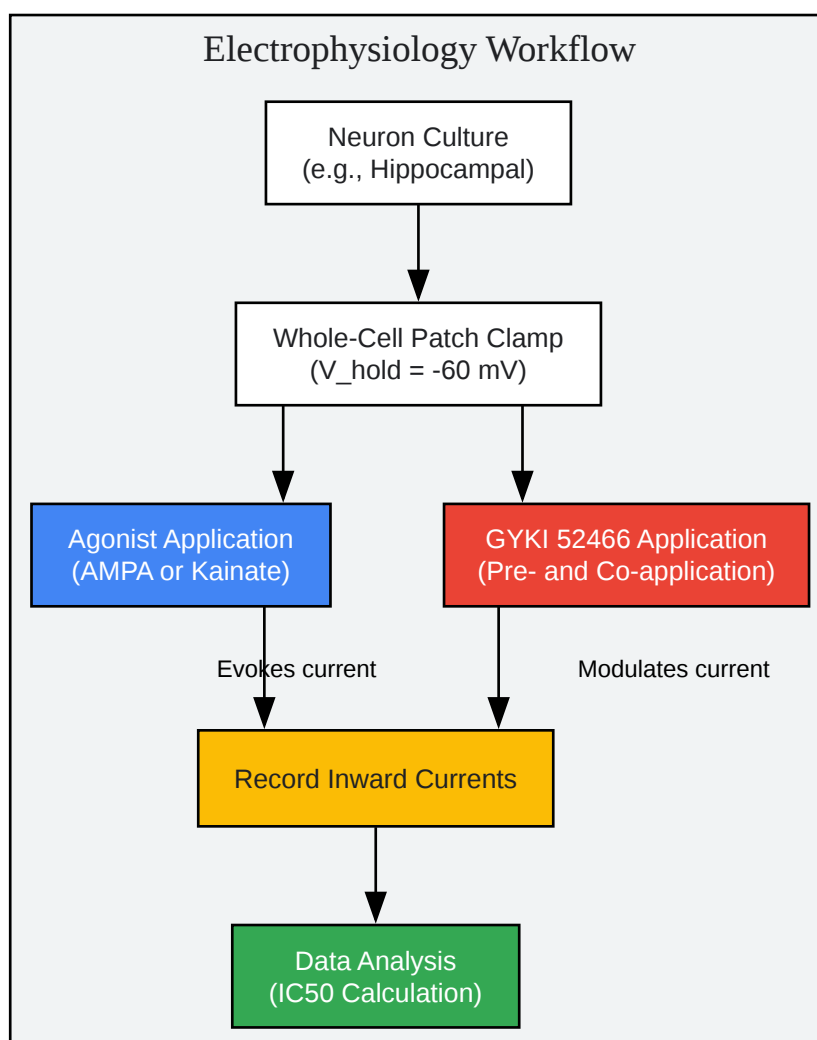 Electrophysiology Workflow
Neuron Culture
(e.g., Hippocampal)
Whole-Cell Patch Clamp
(V_hold = -60 mV)
Agonist Application
(AMPA or Kainate)
GYKI 52466 Application
(Pre- and Co-application)
Evokes current
Modulates current
Record Inward Currents
Data Analysis
(IC50 Calculation)